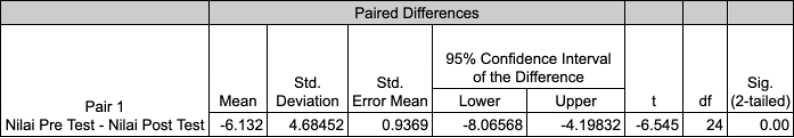 Paired Differences
95% Confidence Interval
of the Difference
Std.
Deviation
Std.
Error Mean
Sig.
(2-tailed)
Pair 1
Mean
Lower
Upper
t
df
Nilai Pre Test - Nilai Post Test
-6.132
4.68452
0.9369
-8.06568
-4.19832
-6.545
24
0.00